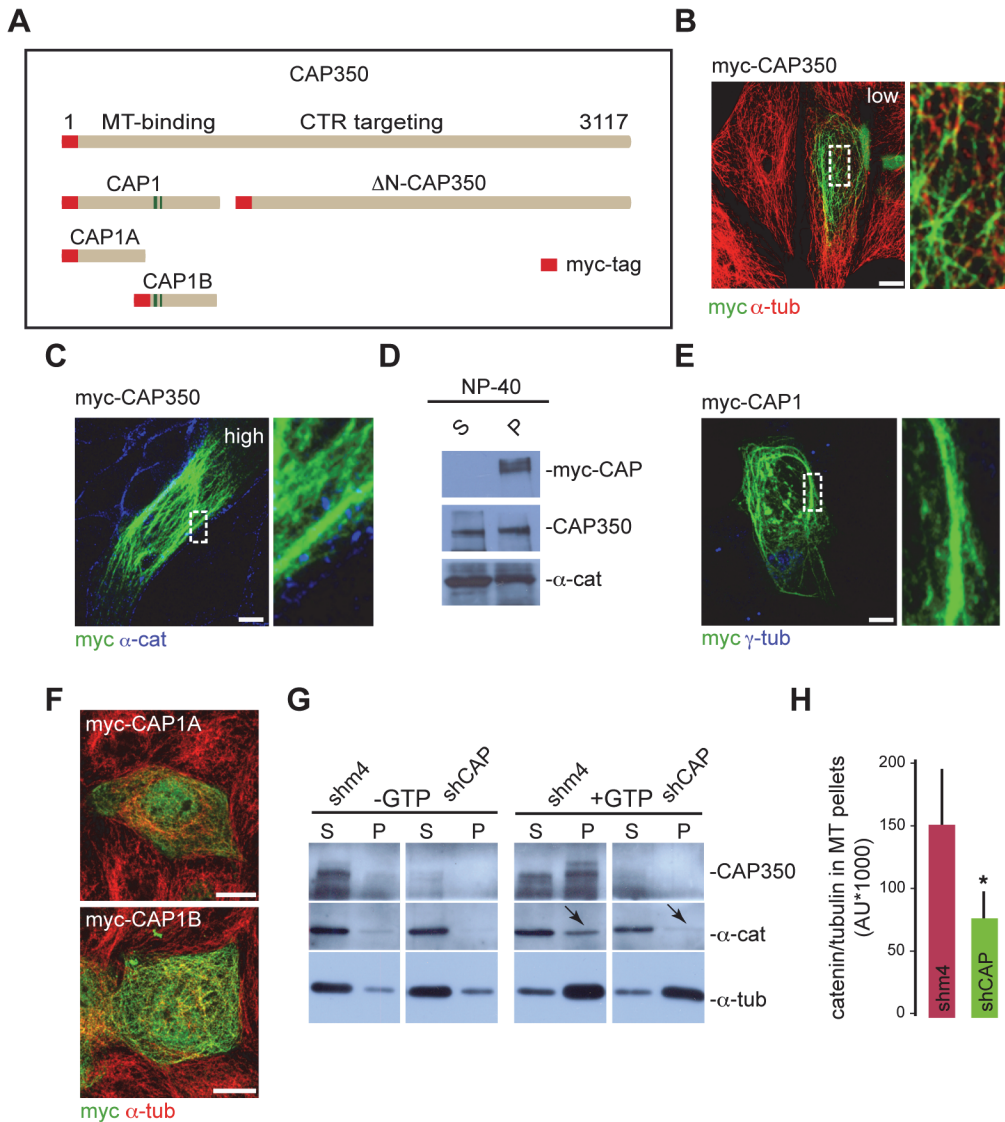 A
CAP350
1 MT-binding CTR targeting 3117
CAP1 ΔN-CAP350
CAP1A
CAP1B
myc-tag
B
myc-CAP350
low
myc α-tub
C
myc-CAP350
high
myc α-cat
D
NP-40
S P
-myc-CAP
-CAP350
-α-cat
E
myc-CAP1
myc γ-tub
F
myc-CAP1A
myc-CAP1B
myc α-tub
G
shm4 -GTP shCAP shm4 +GTP shCAP
S P S P S P S P
-CAP350
-α-cat
-α-tub
H
catenin/tubulin in MT pellets
(AU*1000)
200
150
100
50
0
*
shm4
shCAP